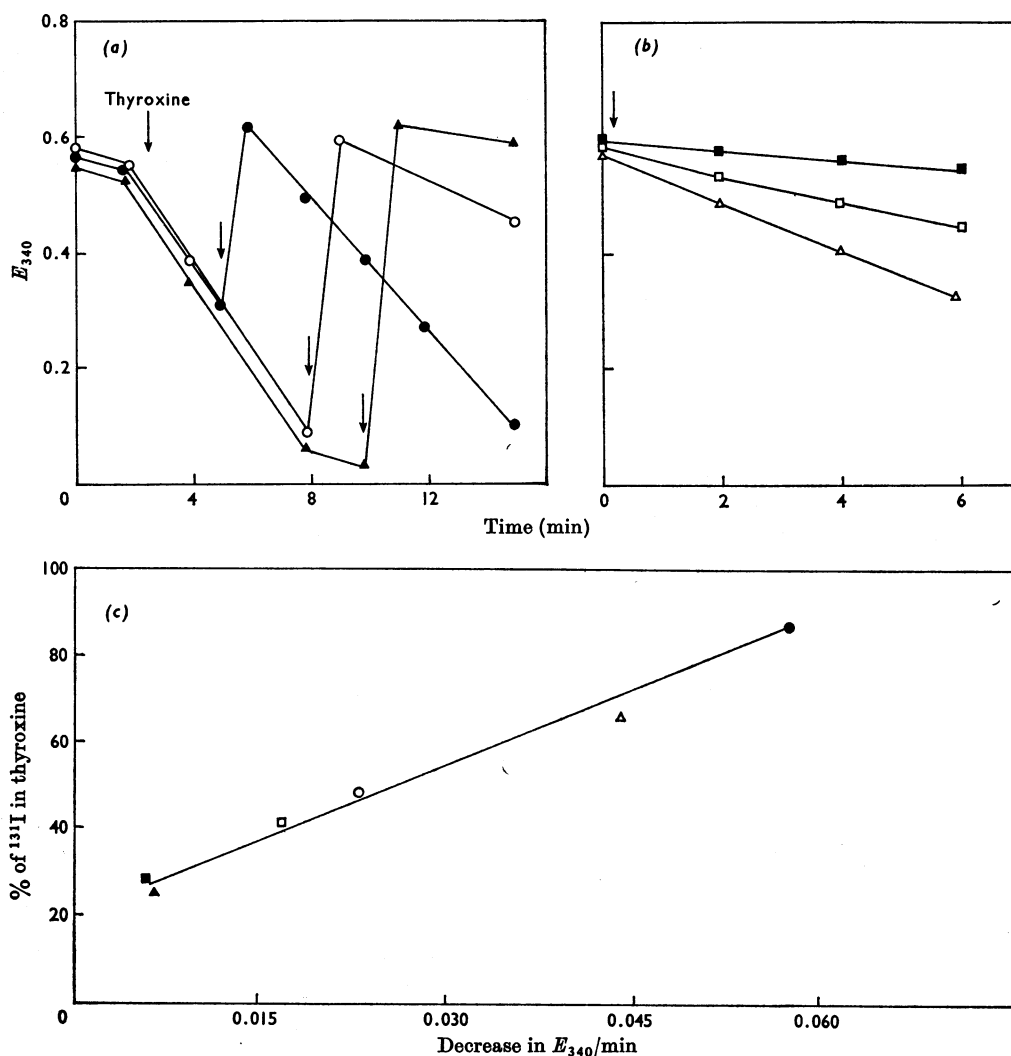 (a)
(b)
Thyroxine
0.8
0.6
0.4
0.2
0
E340
0 4 8 12
0 2 4 6
Time (min)
(c)
100
80
60
40
20
0
% of 131I in thyroxine
0.015 0.030 0.045 0.060
Decrease in E340/min